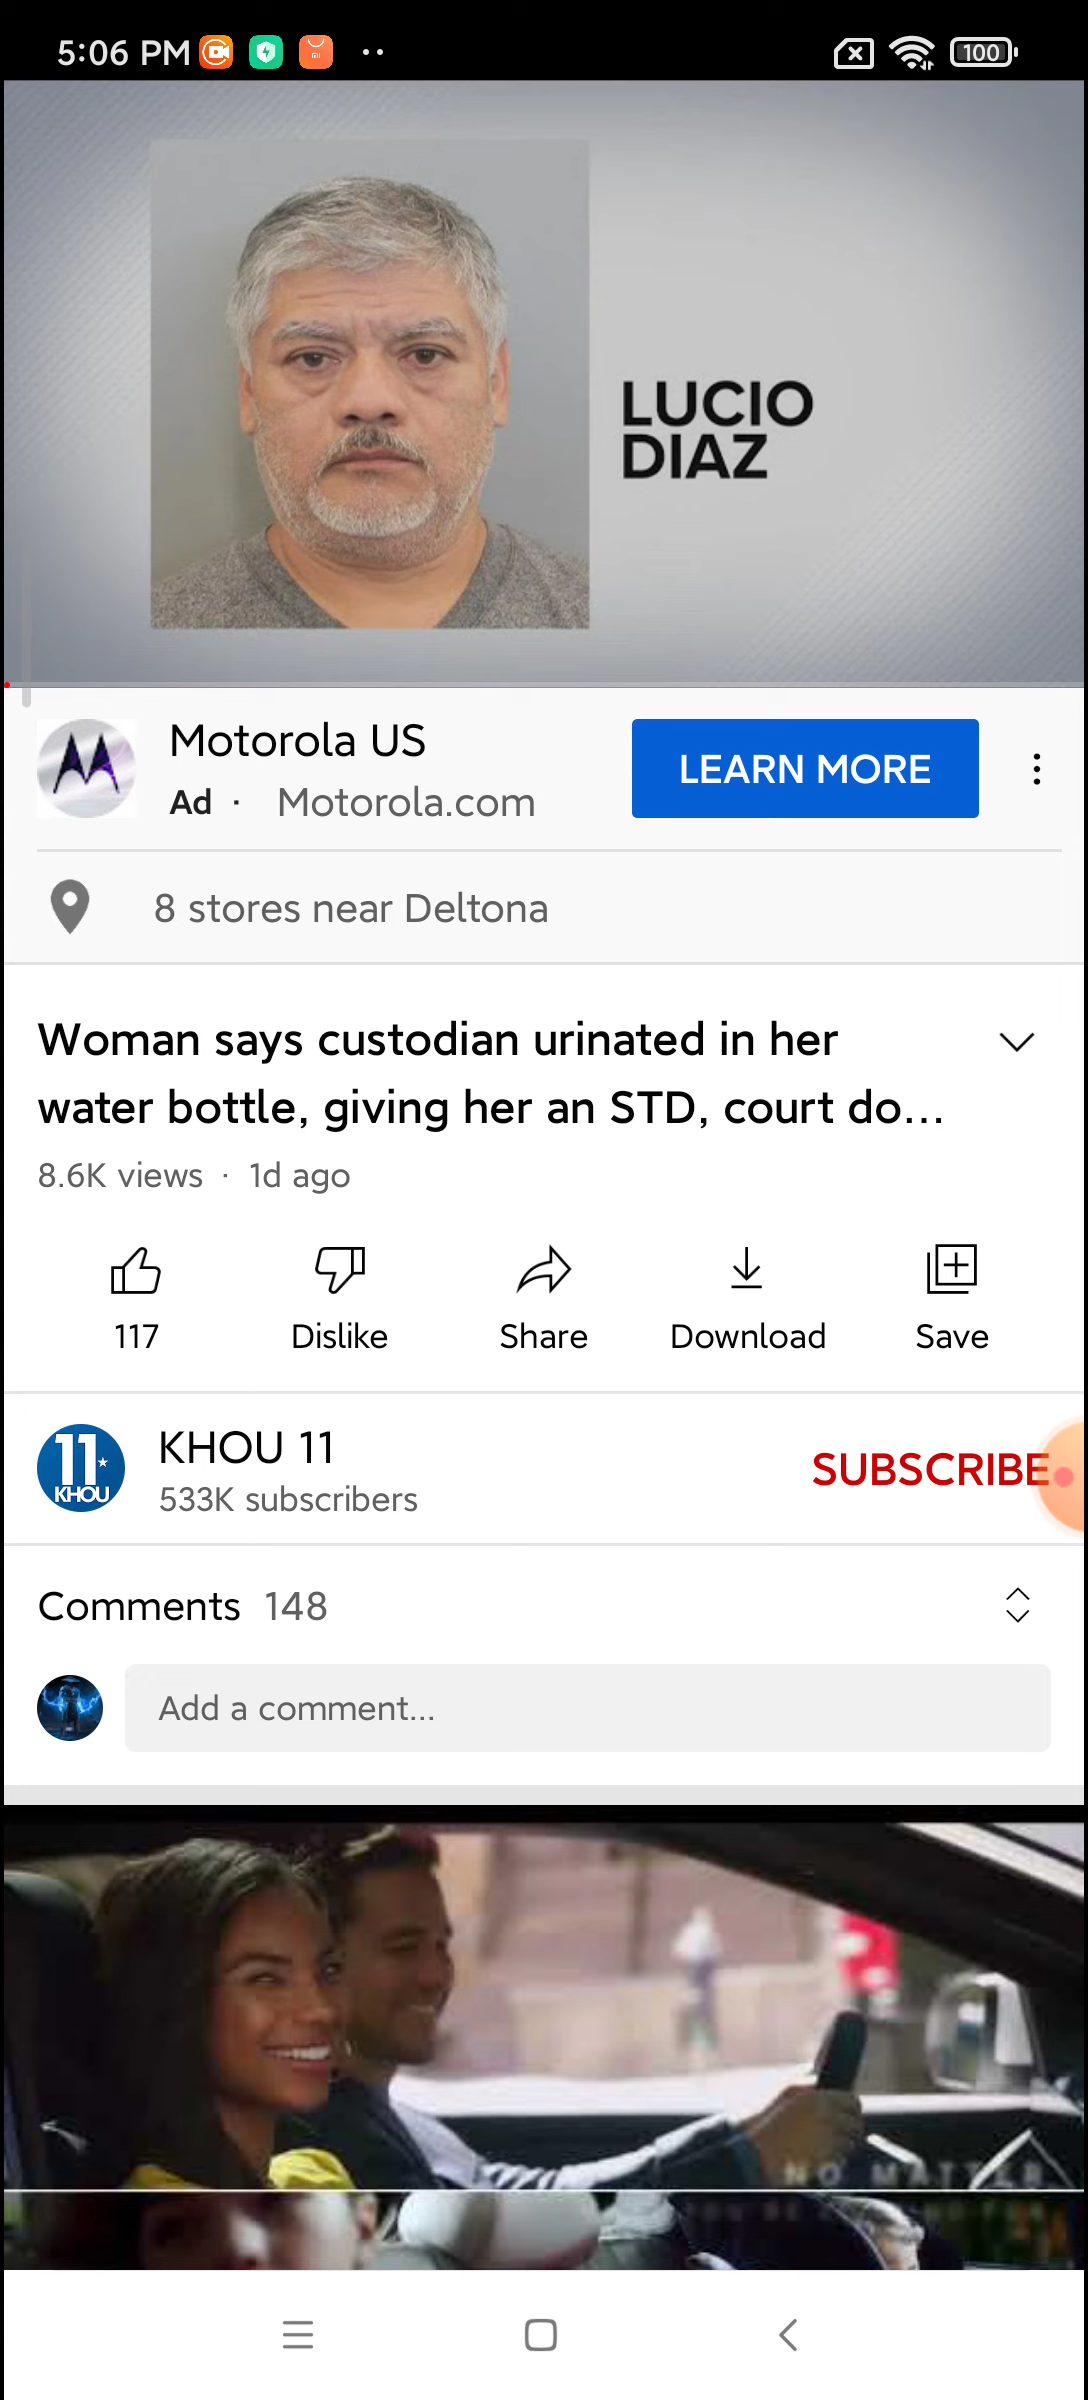 5:06 PM
100
LUCIO
DIAZ
Motorola US
Ad · Motorola.com
LEARN MORE
8 stores near Deltona
Woman says custodian urinated in her
water bottle, giving her an STD, court do...
8.6K views · 1d ago
117
Dislike
Share
Download
Save
11
KHOU
KHOU 11
533K subscribers
SUBSCRIBE
Comments 148
Add a comment...
NO MATTER